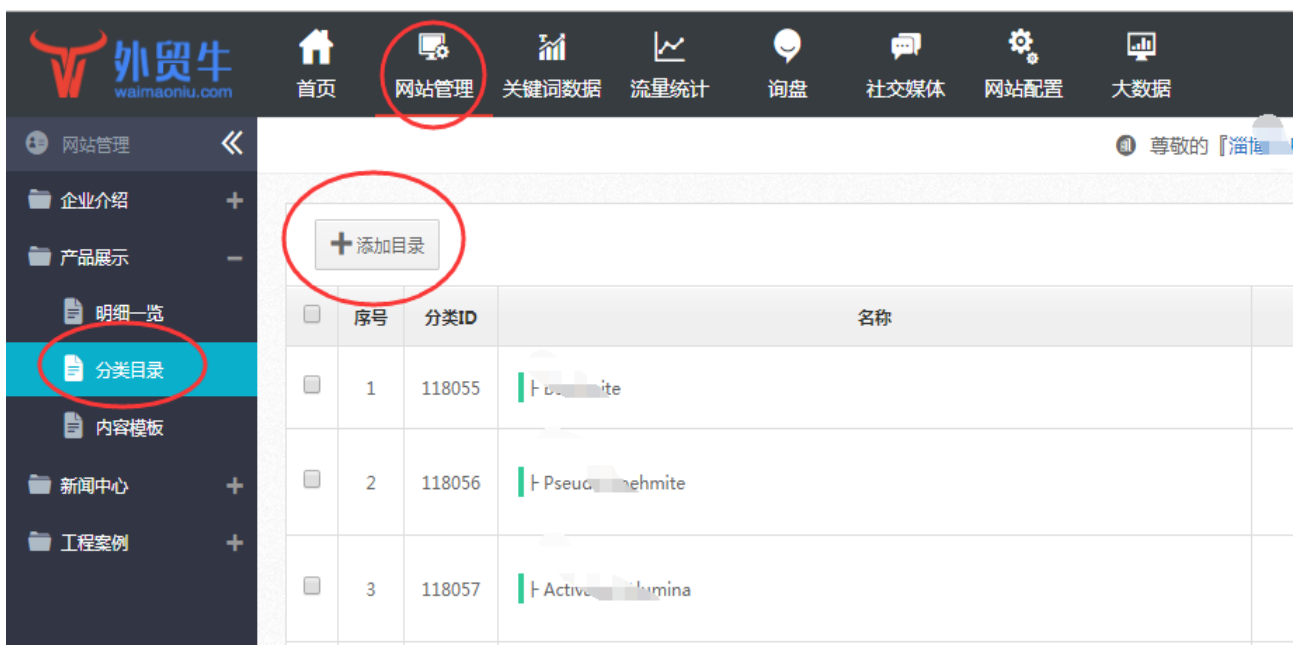 外贸牛
waimaoniu.com
首页
网站管理
关键词数据
流量统计
询盘
社交媒体
网站配置
大数据
网站管理
尊敬的『淄博
企业介绍
产品展示
明细一览
分类目录
内容模板
新闻中心
工程案例
添加目录
序号 分类ID 名称
1 118055
2 118056
3 118057